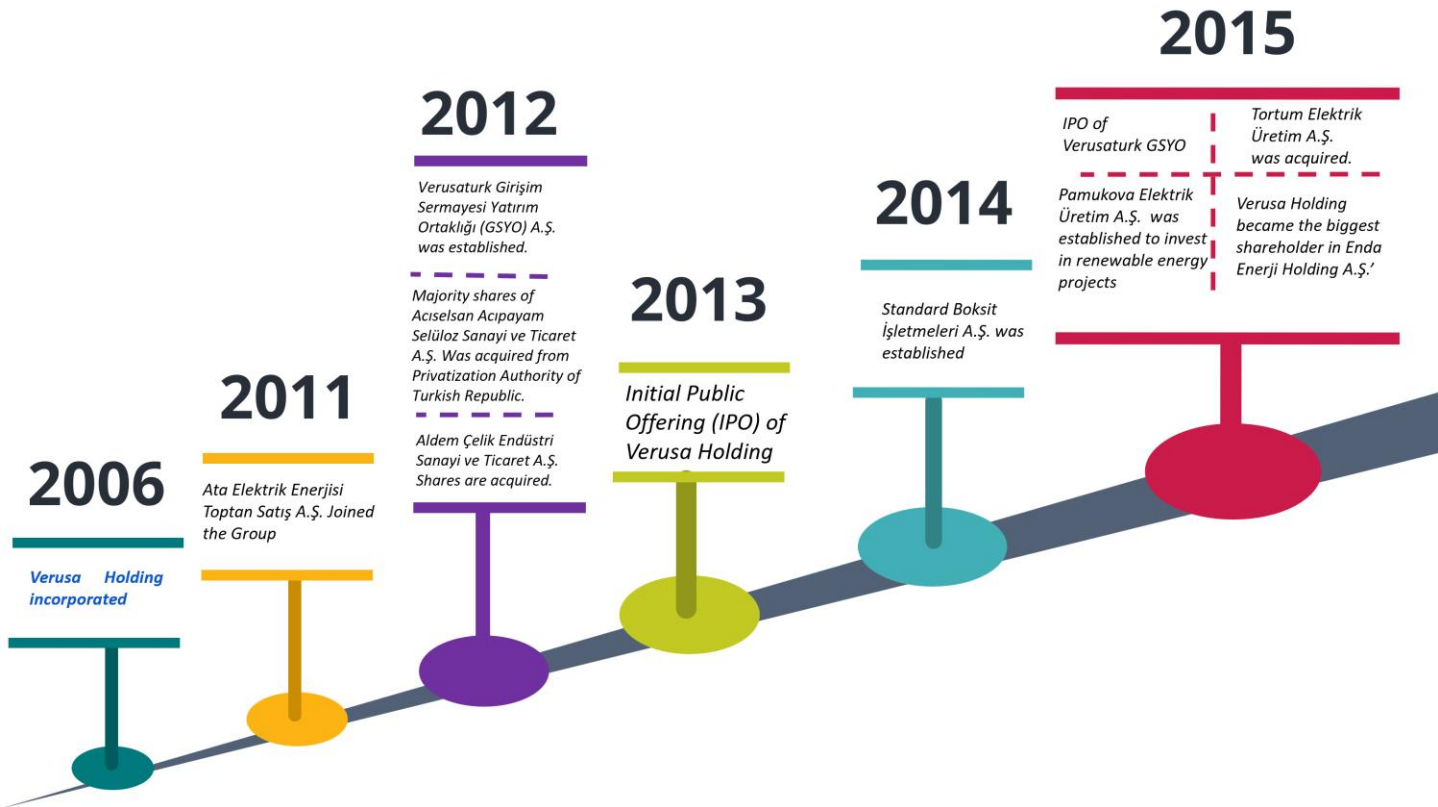 2006
Verusa Holding
incorporated
2011
Ata Elektrik Enerjisi
Toptan Satış A.Ş. Joined
the Group
2012
Verusaturk Girişim
Sermayesi Yatırım
Ortaklığı (GSYO) A.Ş.
was established.
Majority shares of
Acıselsan Acıpayam
Selüloz Sanayi ve Ticaret
A.Ş. Was acquired from
Privatization Authority of
Turkish Republic.
Aldem Çelik Endüstri
Sanayi ve Ticaret A.Ş.
Shares are acquired.
2013
Initial Public
Offering (IPO) of
Verusa Holding
2014
Standard Boksit
İşletmeleri A.Ş. was
established
2015
IPO of
Verusaturk GSYO
Tortum Elektrik
Üretim A.Ş.
was acquired.
Pamukova Elektrik
Üretim A.Ş. was
established to invest
in renewable energy
projects
Verusa Holding
became the biggest
shareholder in Enda
Enerji Holding A.Ş.’